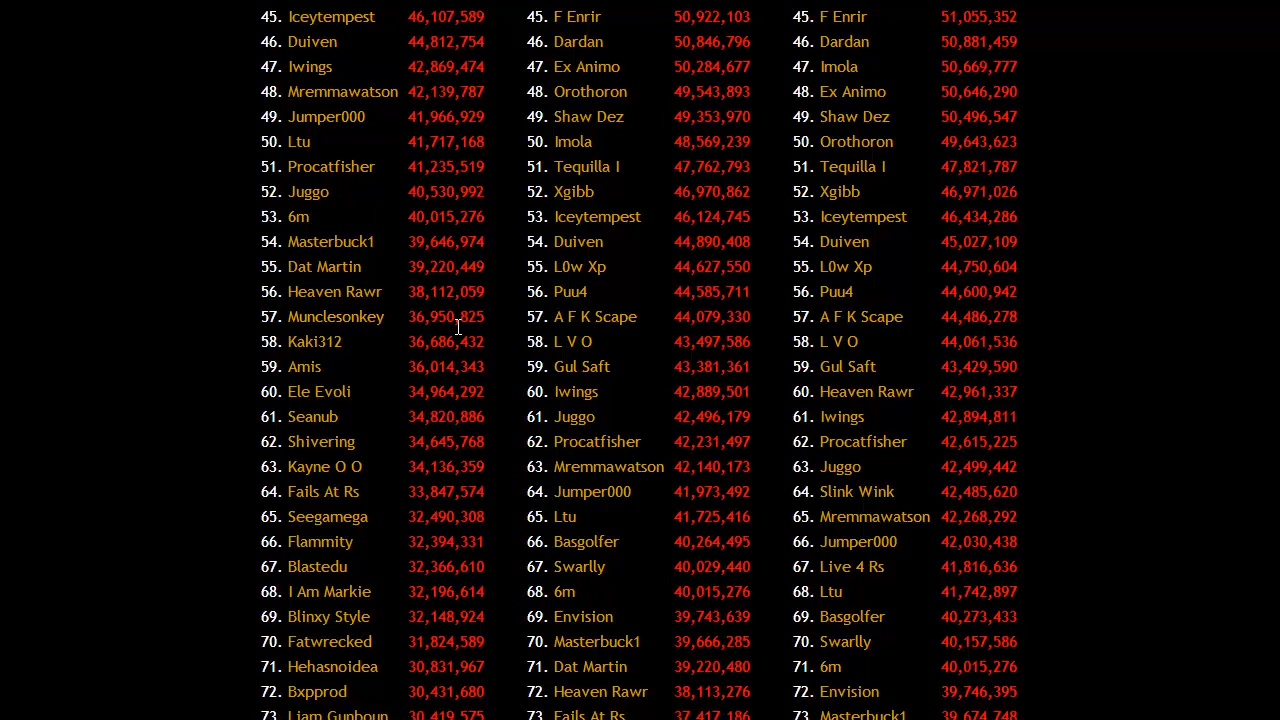 45. Iceytempest 46,107,589 45. F Enrir 50,922,103 45. F Enrir 51,055,352
46. Duiven 44,812,754 46. Dardan 50,846,796 46. Dardan 50,881,459
47. Iwings 42,869,474 47. Ex Animo 50,284,677 47. Imola 50,669,777
48. Mremmawatson 42,139,787 48. Orothoron 49,543,893 48. Ex Animo 50,646,290
49. Jumper000 41,966,929 49. Shaw Dez 49,353,970 49. Shaw Dez 50,496,547
50. Ltu 41,717,168 50. Imola 48,569,239 50. Orothoron 49,643,623
51. Procatfisher 41,235,519 51. Tequilla I 47,762,793 51. Tequilla I 47,821,787
52. Juggo 40,530,992 52. Xgibb 46,970,862 52. Xgibb 46,971,026
53. 6m 40,015,276 53. Iceytempest 46,124,745 53. Iceytempest 46,434,286
54. Masterbuck1 39,646,974 54. Duiven 44,890,408 54. Duiven 45,027,109
55. Dat Martin 39,220,449 55. L0w Xp 44,627,550 55. L0w Xp 44,750,604
56. Heaven Rawr 38,112,059 56. Puu4 44,585,711 56. Puu4 44,600,942
57. Munclesonkey 36,950,825 57. A F K Scape 44,079,330 57. A F K Scape 44,486,278
58. Kaki312 36,686,432 58. L V O 43,497,586 58. L V O 44,061,536
59. Amis 36,014,343 59. Gul Saft 43,381,361 59. Gul Saft 43,429,590
60. Ele Evoli 34,964,292 60. Iwings 42,889,501 60. Heaven Rawr 42,961,337
61. Seanub 34,820,886 61. Juggo 42,496,179 61. Iwings 42,894,811
62. Shivering 34,645,768 62. Procatfisher 42,231,497 62. Procatfisher 42,615,225
63. Kayne O O 34,136,359 63. Mremmawatson 42,140,173 63. Juggo 42,499,442
64. Fails At Rs 33,847,574 64. Jumper000 41,973,492 64. Slink Wink 42,485,620
65. Seegamega 32,490,308 65. Ltu 41,725,416 65. Mremmawatson 42,268,292
66. Flammity 32,394,331 66. Basgolfer 40,264,495 66. Jumper000 42,030,438
67. Blastedu 32,366,610 67. Swarlly 40,029,440 67. Live 4 Rs 41,816,636
68. I Am Markie 32,196,614 68. 6m 40,015,276 68. Ltu 41,742,897
69. Blinxy Style 32,148,924 69. Envision 39,743,639 69. Basgolfer 40,273,433
70. Fatwrecked 31,824,589 70. Masterbuck1 39,666,285 70. Swarlly 40,157,586
71. Hehasnoidea 30,831,967 71. Dat Martin 39,220,480 71. 6m 40,015,276
72. Bxpprod 30,431,680 72. Heaven Rawr 38,113,276 72. Envision 39,746,395
73. Liam Gunboun 30,419,575 73. Fails At Rs 37,417,186 73. Masterbuck1 39,674,748